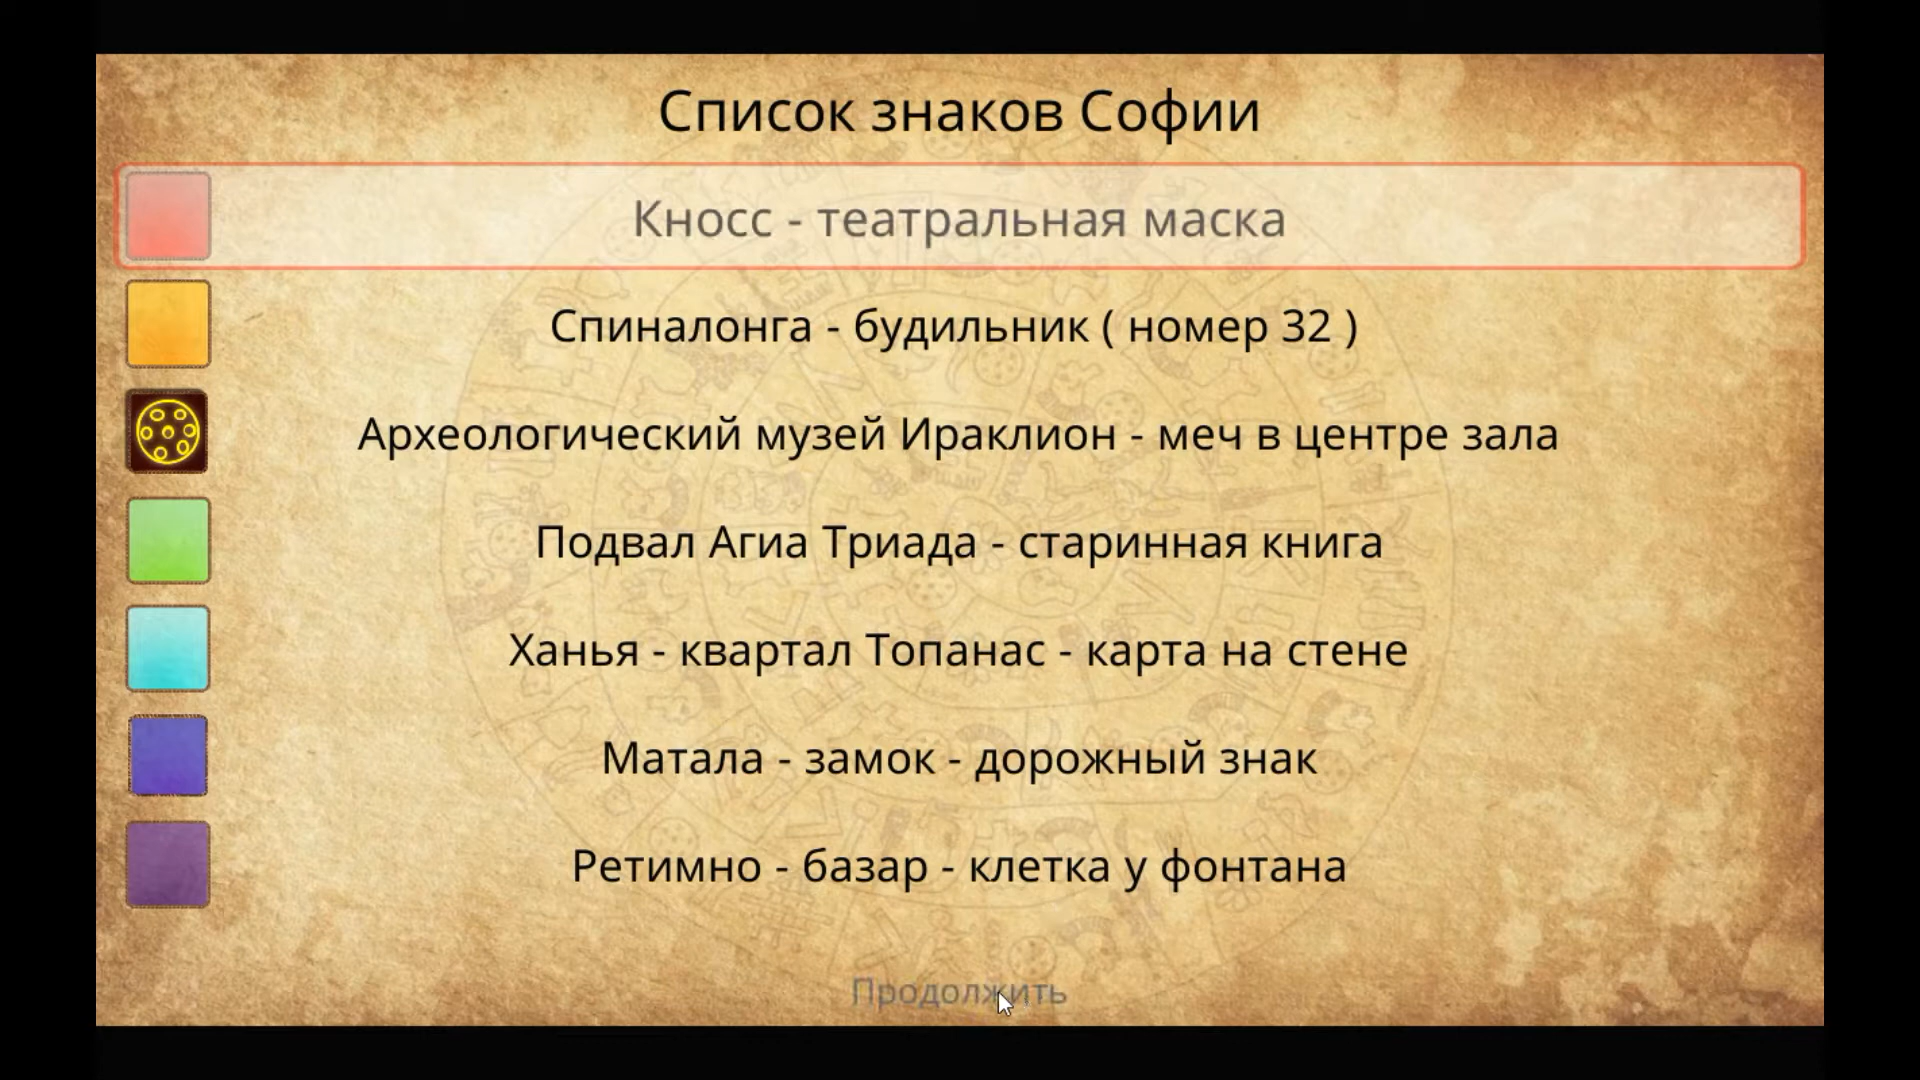 Список знаков Софии
Кносс - театральная маска
Спиналонга - будильник ( номер 32 )
Археологический музей Ираклион - меч в центре зала
Подвал Агиа Триада - старинная книга
Ханья - квартал Топанас - карта на стене
Матала - замок - дорожный знак
Ретимно - базар - клетка у фонтана
Продолжить